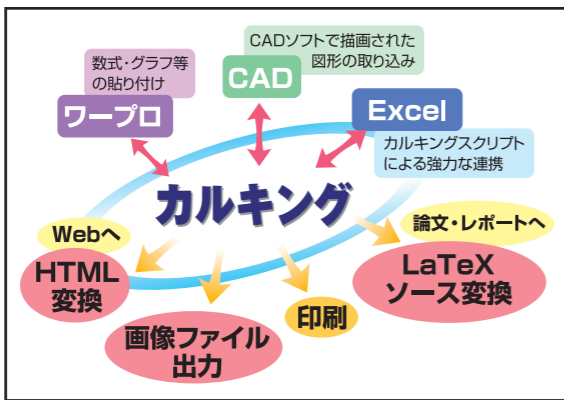 CADソフトで描画された
図形の取り込み
CAD
数式・グラフ等
の貼り付け
ワープロ
Excel
カルキングスクリプト
による強力な連携
カルキング
Webへ
HTML
変換
画像ファイル
出力
印刷
論文・レポートへ
LaTeX
ソース変換